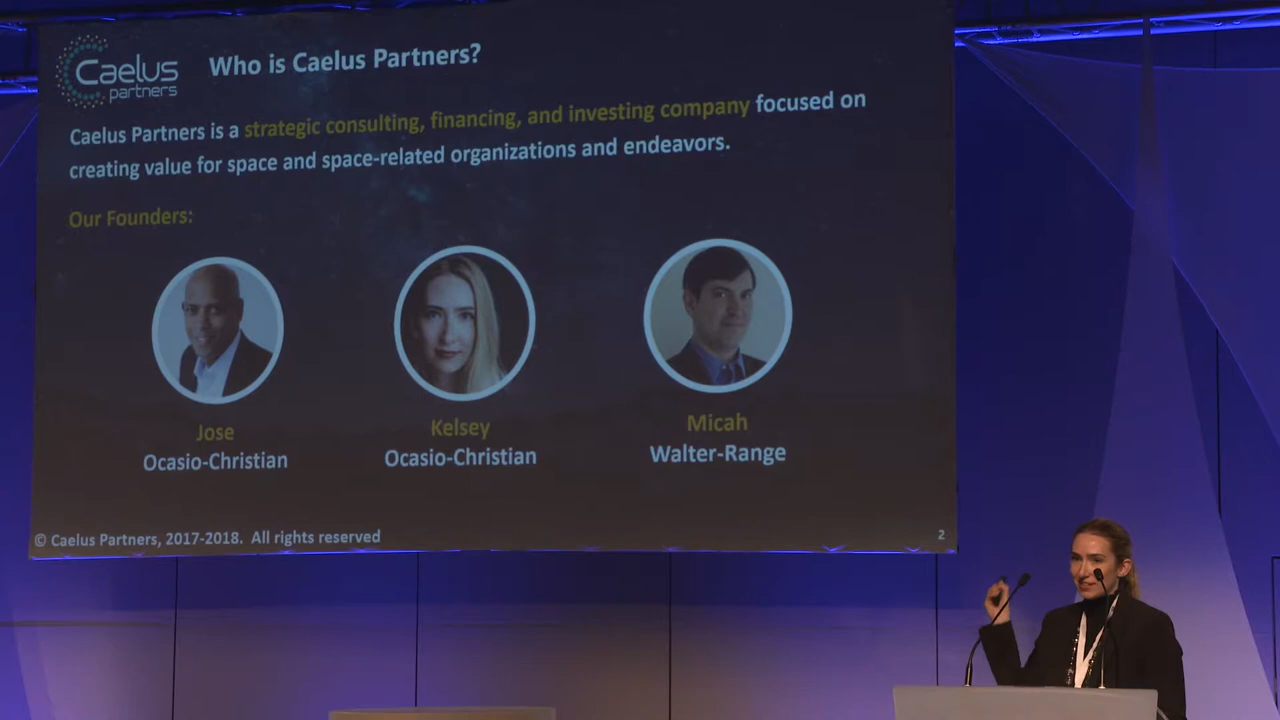 Caelus
partners
Who is Caelus Partners?
Caelus Partners is a strategic consulting, financing, and investing company focused on
creating value for space and space-related organizations and endeavors.
Our Founders:
Jose
Ocasio-Christian
Kelsey
Ocasio-Christian
Micah
Walter-Range
© Caelus Partners, 2017-2018. All rights reserved
2